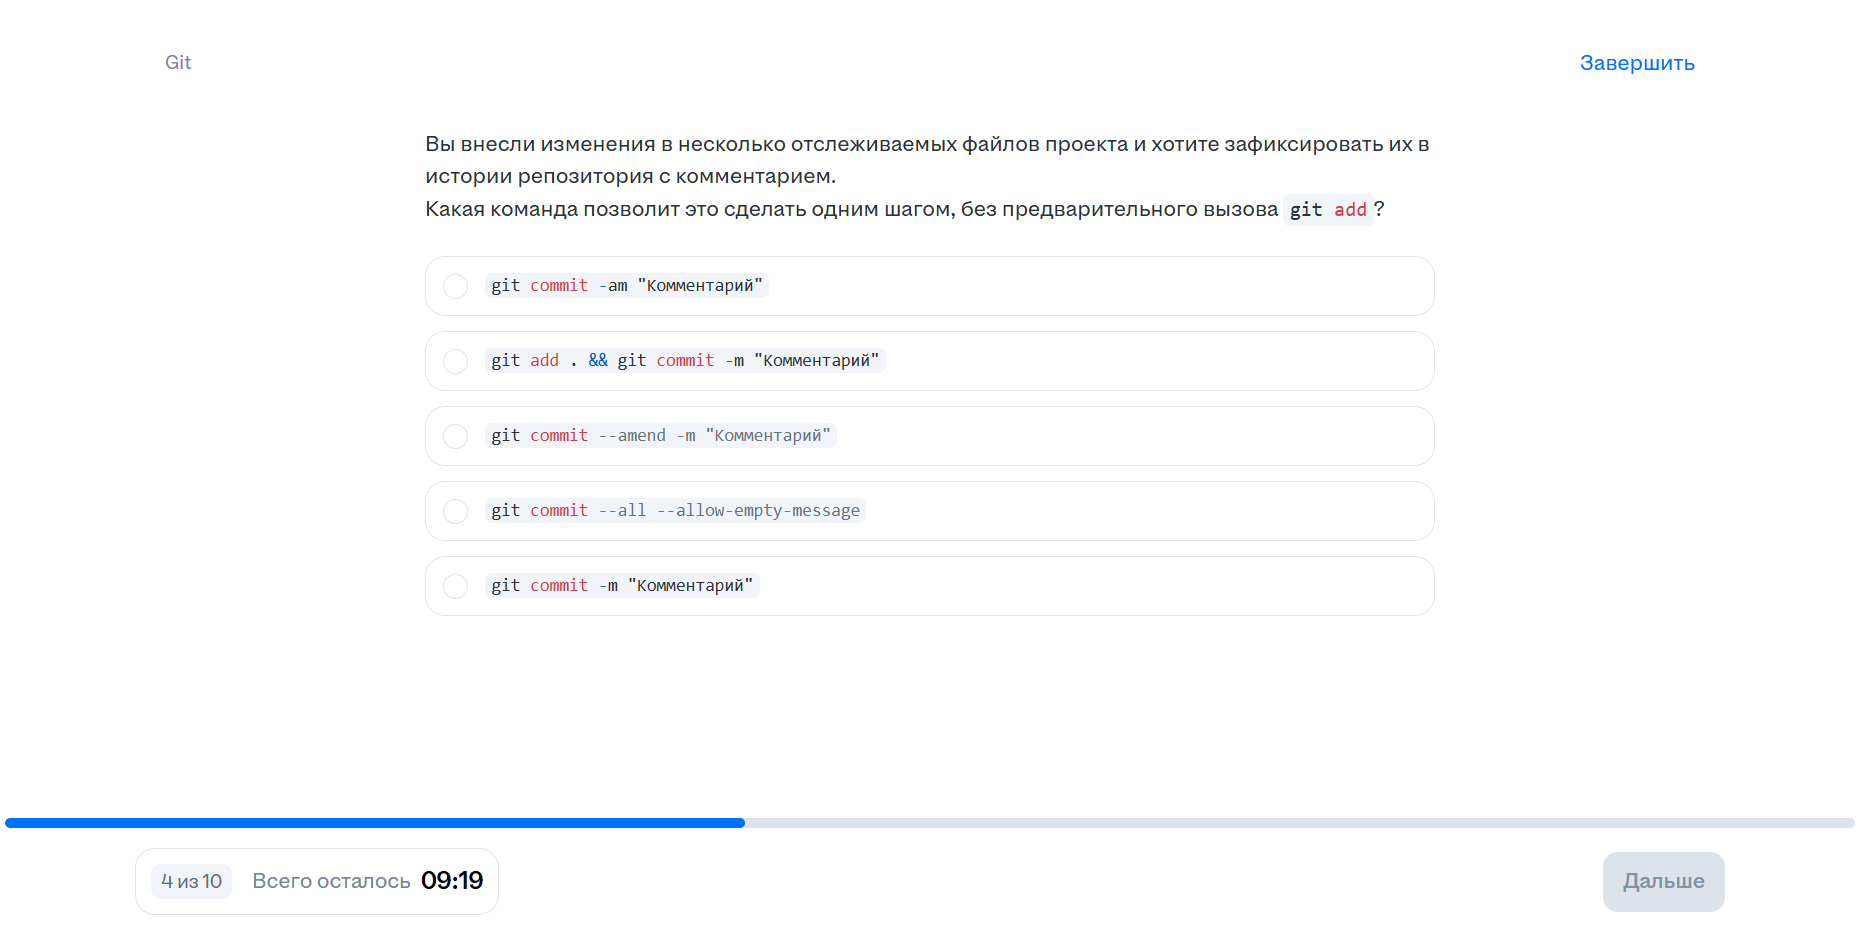 Git
Завершить
Вы внесли изменения в несколько отслеживаемых файлов проекта и хотите зафиксировать их в
истории репозитория с комментарием.
Какая команда позволит это сделать одним шагом, без предварительного вызова git add?
git commit -am "Комментарий"
git add . && git commit -m "Комментарий"
git commit --amend -m "Комментарий"
git commit --all --allow-empty-message
git commit -m "Комментарий"
4 из 10
Всего осталось 09:19
Дальше